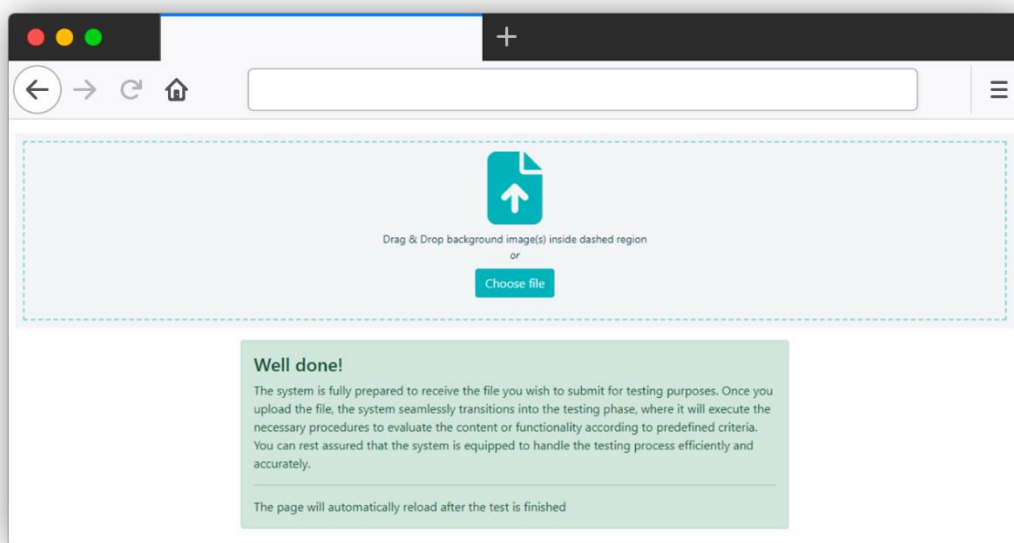 Drag & Drop background image(s) inside dashed region
or
Choose file
Well done!
The system is fully prepared to receive the file you wish to submit for testing purposes. Once you
upload the file, the system seamlessly transitions into the testing phase, where it will execute the
necessary procedures to evaluate the content or functionality according to predefined criteria.
You can rest assured that the system is equipped to handle the testing process efficiently and
accurately.
The page will automatically reload after the test is finished